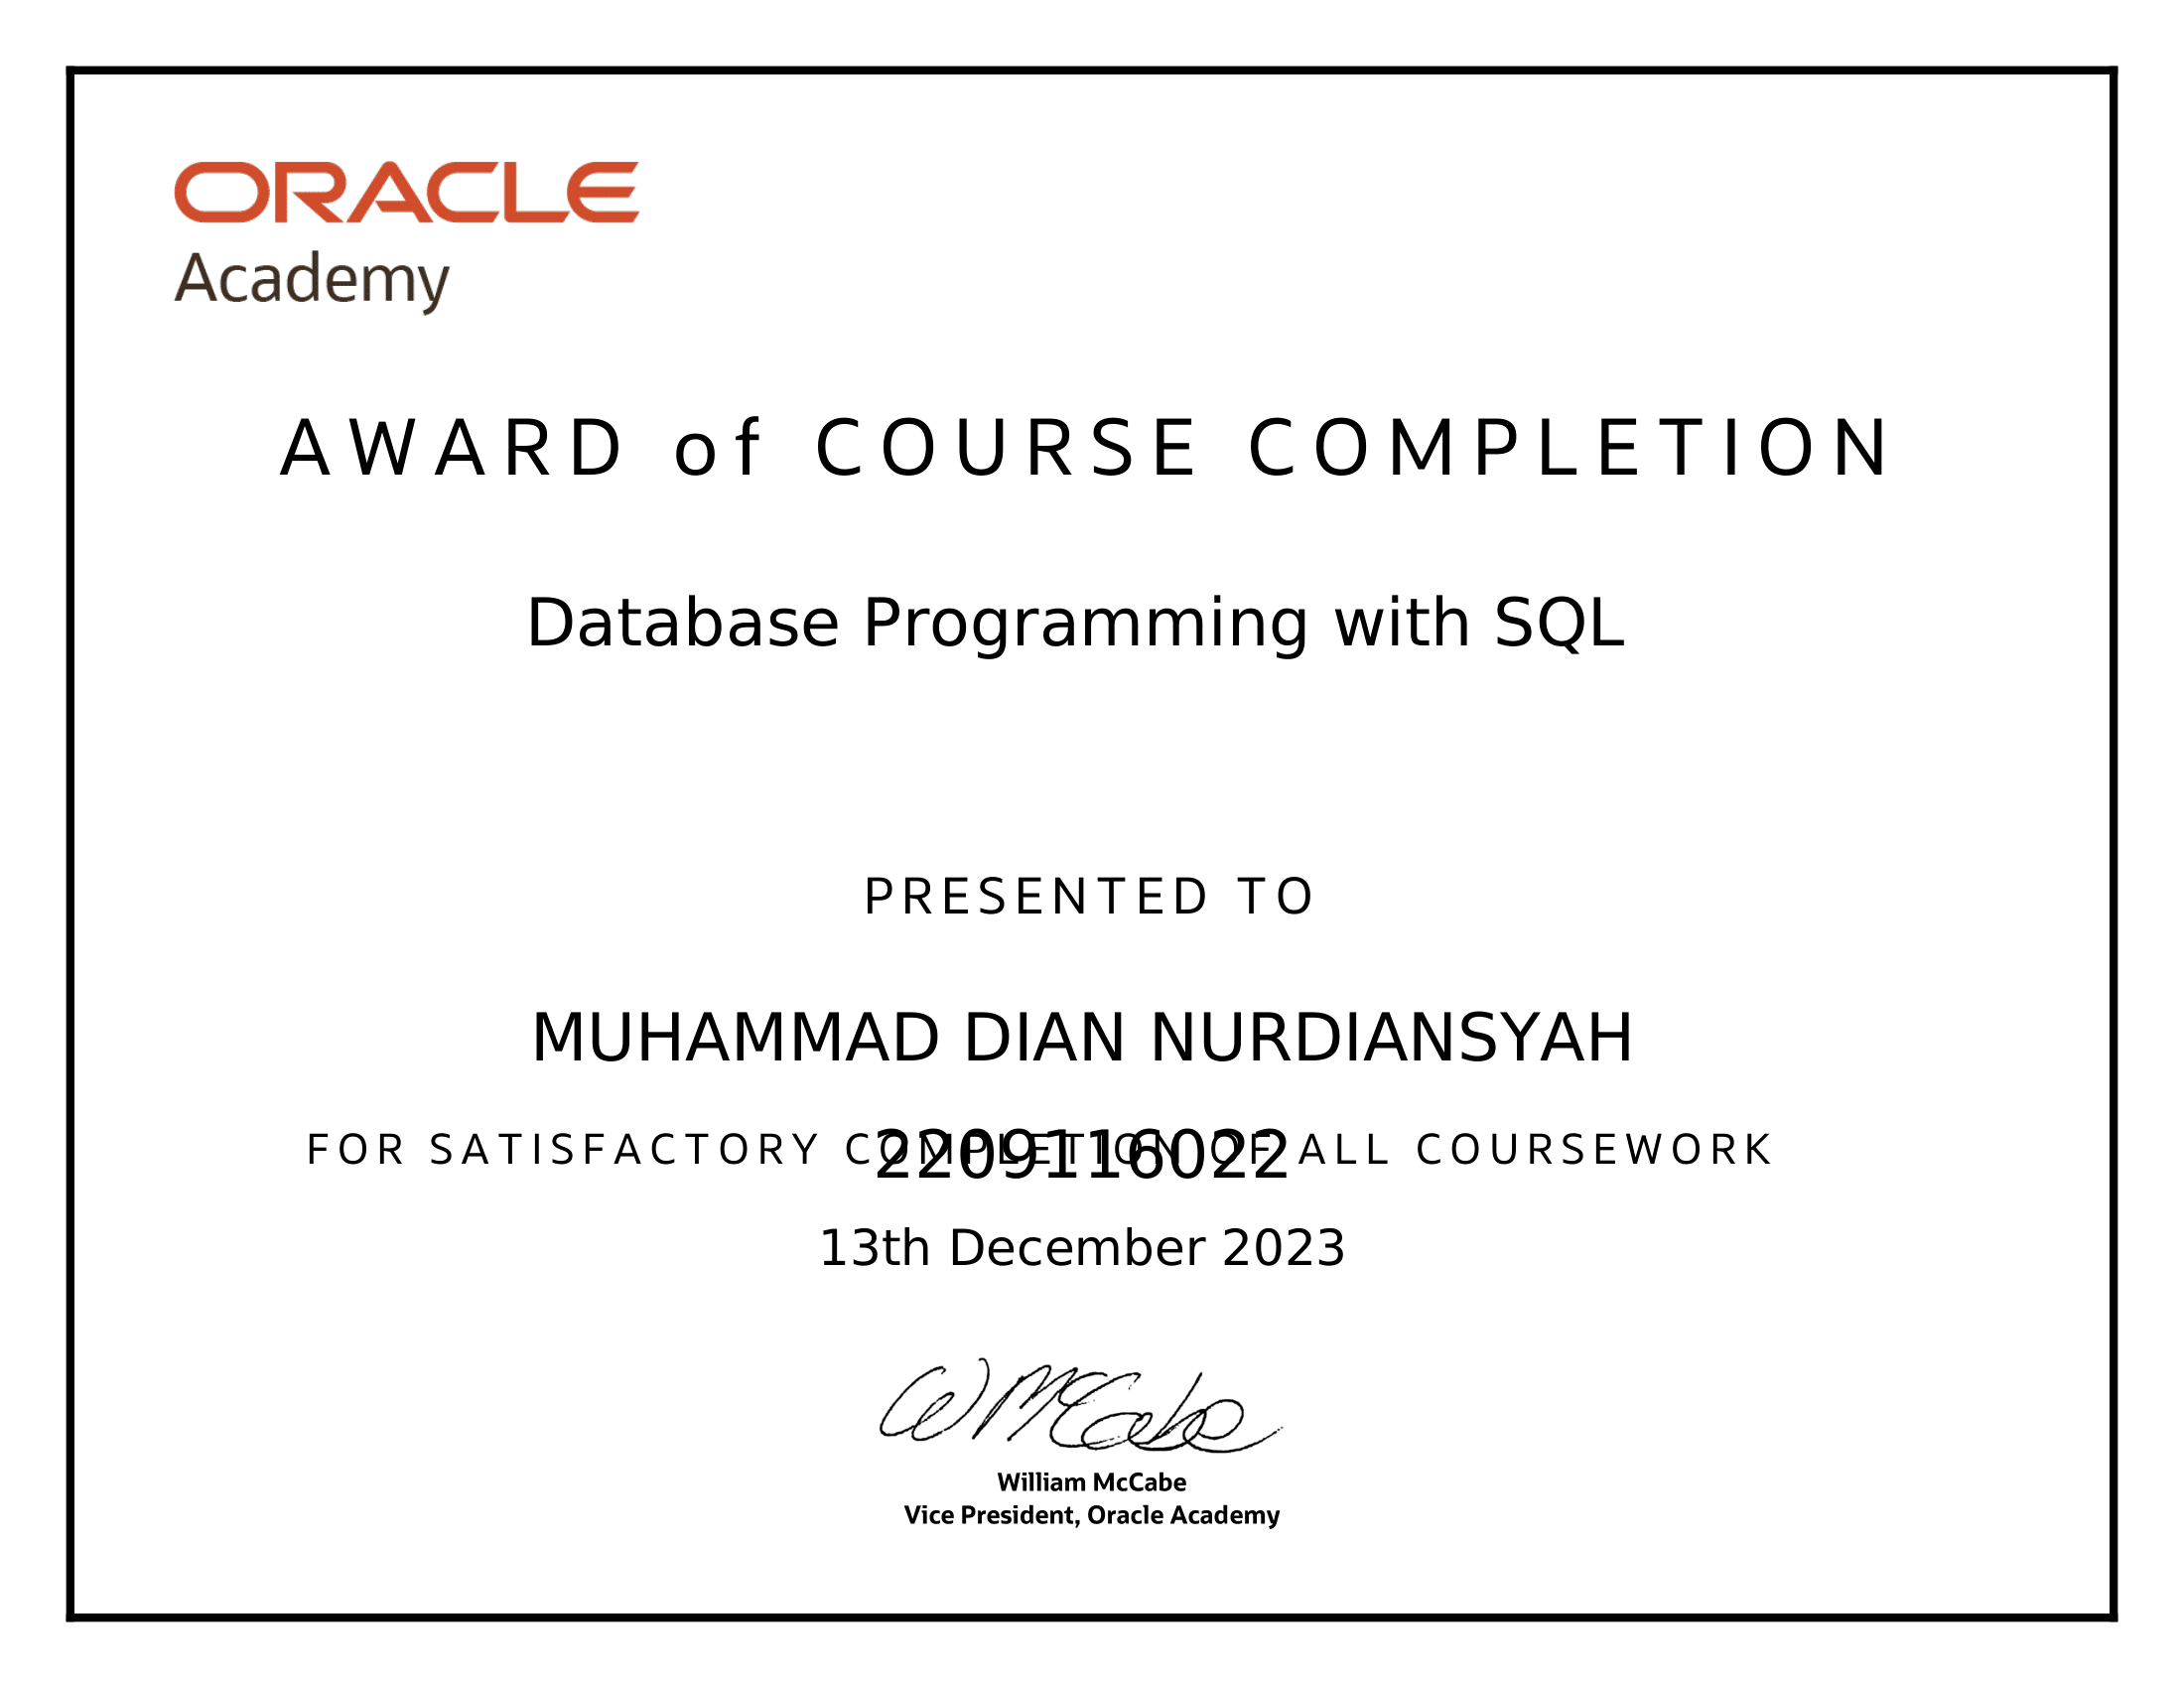 ORACLE
Academy
AWARD of COURSE COMPLETION
Database Programming with SQL
PRESENTED TO
MUHAMMAD DIAN NURDIANSYAH
2209116022
FOR SATISFACTORY COMPLETION OF ALL COURSEWORK
13th December 2023
W McCabe
William McCabe
Vice President, Oracle Academy